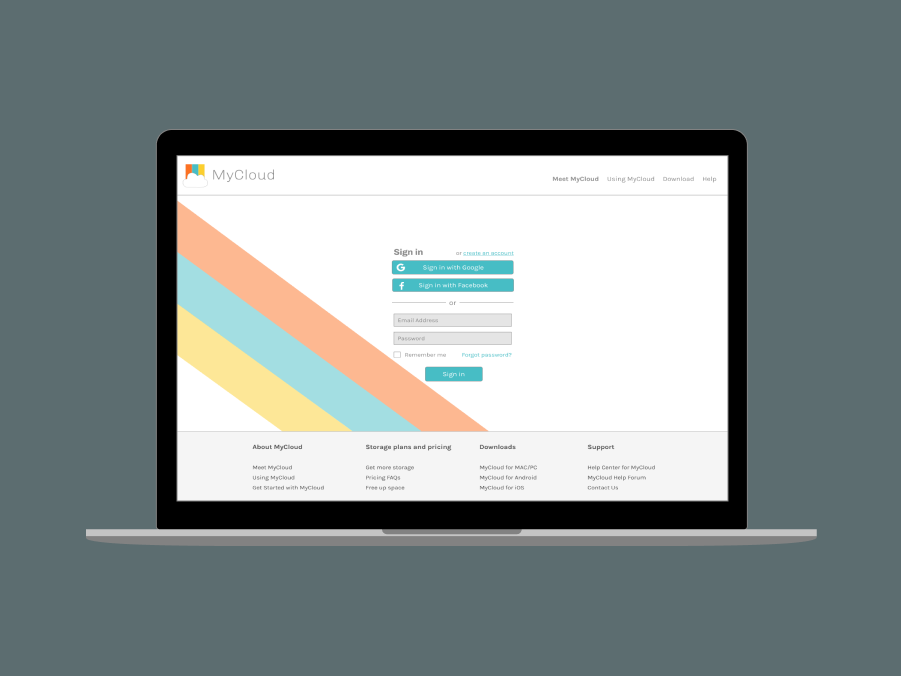 MyCloud
Meet MyCloud Using MyCloud Download Help
Sign in or create an account
G Sign in with Google
f Sign in with Facebook
or
Email Address
Password
Remember me Forgot password?
Sign in
About MyCloud Storage plans and pricing Downloads Support
Meet MyCloud Get more storage MyCloud for MAC/PC Help Center for MyCloud
Using MyCloud Pricing FAQs MyCloud for Android MyCloud Help Forum
Get Started with MyCloud Free up space MyCloud for iOS Contact Us